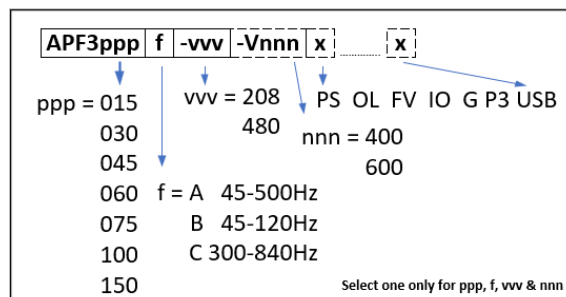 APF3ppp f -vvv -Vnnn x ............ x
ppp = 015 vvv = 208 PS OL FV IO G P3 USB
030 480 nnn = 400
045 600
060 f = A 45-500Hz
075 B 45-120Hz
100 C 300-840Hz
150 Select one only for ppp, f, vvv & nnn